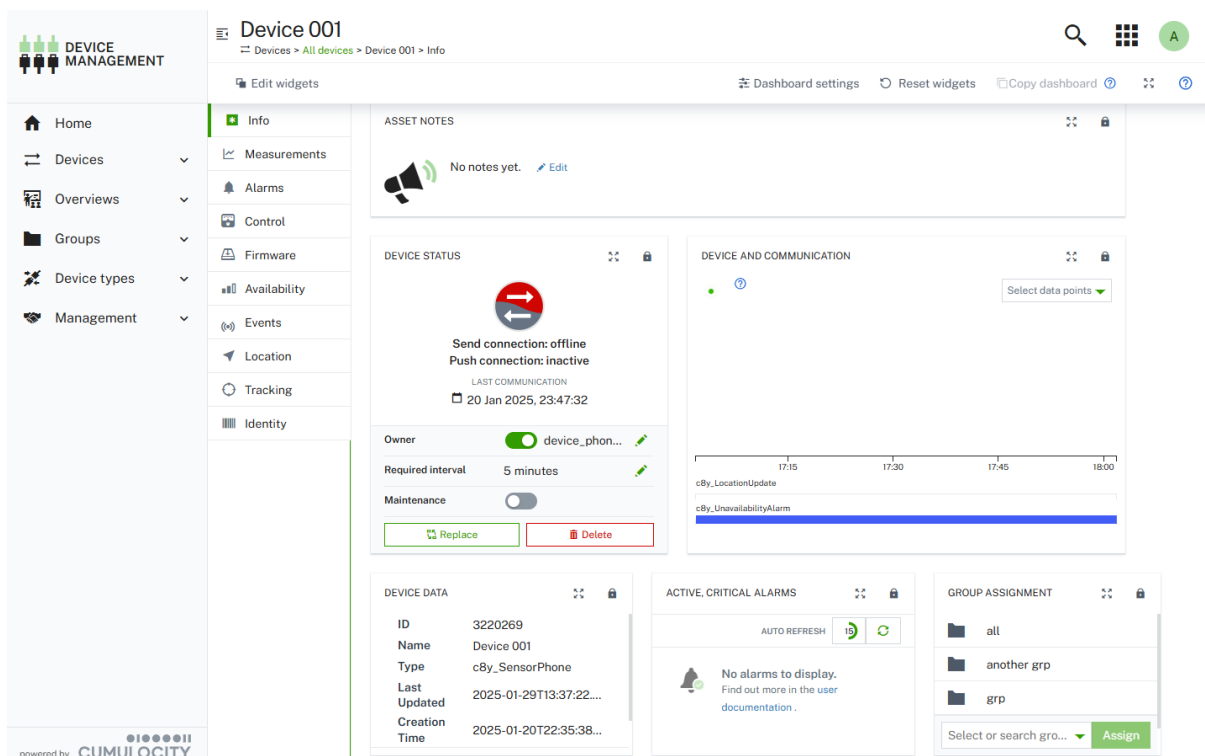 DEVICE
MANAGEMENT
Device 001
Devices > All devices > Device 001 > Info
A
Edit widgets
Dashboard settings
Reset widgets
Copy dashboard
Home
Devices
Overviews
Groups
Device types
Management
powered by CUMULOCITY
Info
Measurements
Alarms
Control
Firmware
Availability
Events
Location
Tracking
Identity
ASSET NOTES
No notes yet. Edit
DEVICE STATUS
Send connection: offline
Push connection: inactive
LAST COMMUNICATION
20 Jan 2025, 23:47:32
Owner device_phon...
Required interval 5 minutes
Maintenance
Replace Delete
DEVICE AND COMMUNICATION
Select data points
17:15 17:30 17:45 18:00
c8y_LocationUpdate
c8y_UnavailabilityAlarm
DEVICE DATA
ID 3220269
Name Device 001
Type c8y_SensorPhone
Last
Updated 2025-01-29T13:37:22....
Creation
Time 2025-01-20T22:35:38...
ACTIVE, CRITICAL ALARMS
AUTO REFRESH 15
No alarms to display.
Find out more in the user
documentation .
GROUP ASSIGNMENT
all
another grp
grp
Select or search gro... Assign